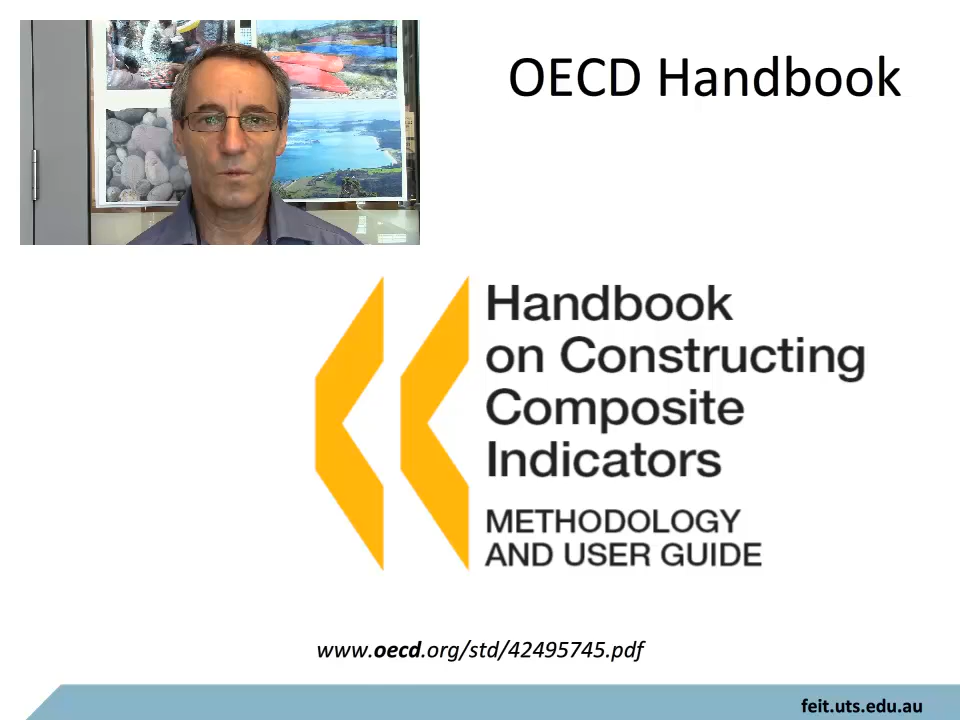 OECD Handbook
Handbook
on Constructing
Composite
Indicators
METHODOLOGY
AND USER GUIDE
www.oecd.org/std/42495745.pdf
feit.uts.edu.au